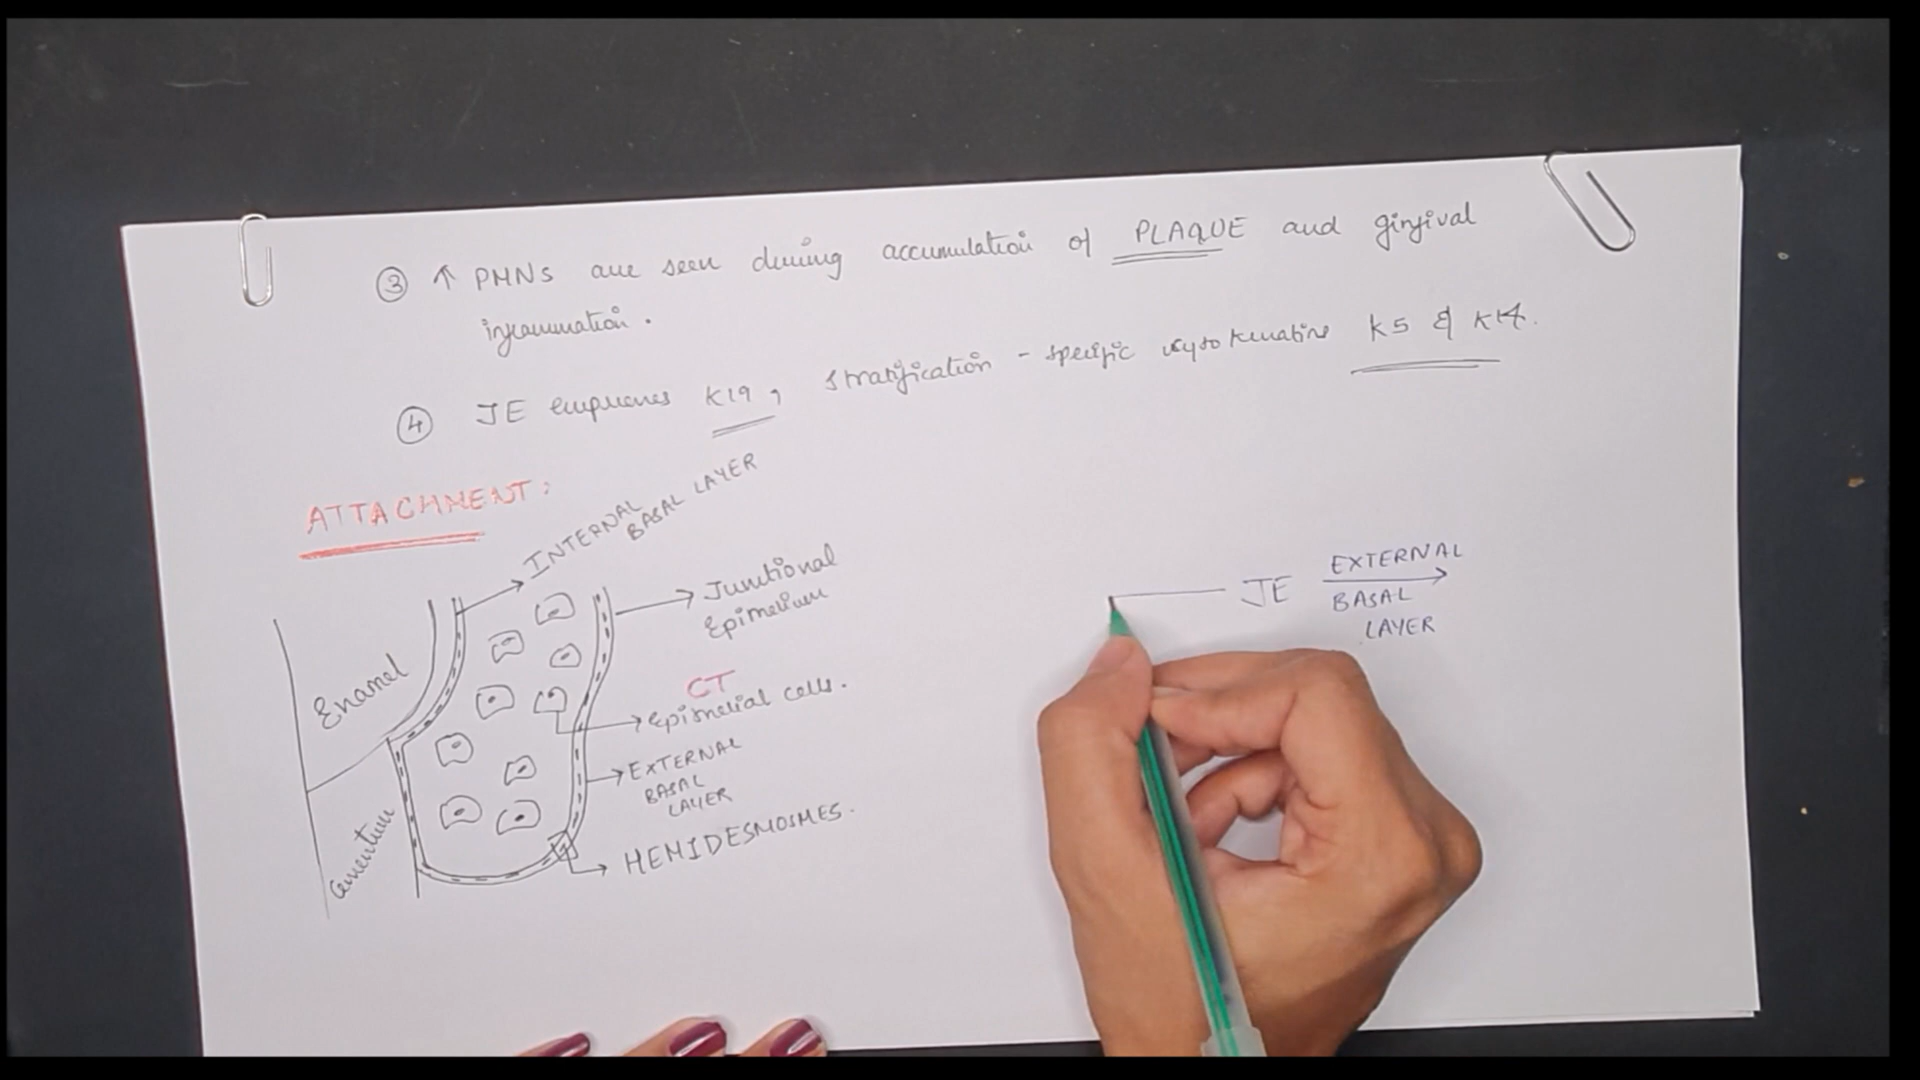 ③ ↑ PMNs are seen during accumulation of PLAQUE and gingival
inflammation.
④ JE expresses K19, stratification - specific cytokeratins K5 & K14.
ATTACHMENT:
INTERNAL
BASAL LAYER
Junctional
Epithelium
Enamel
CT
Epithelial cells.
EXTERNAL
BASAL
LAYER
Cementum
HEMIDESMOSMES.
JE EXTERNAL
BASAL
LAYER